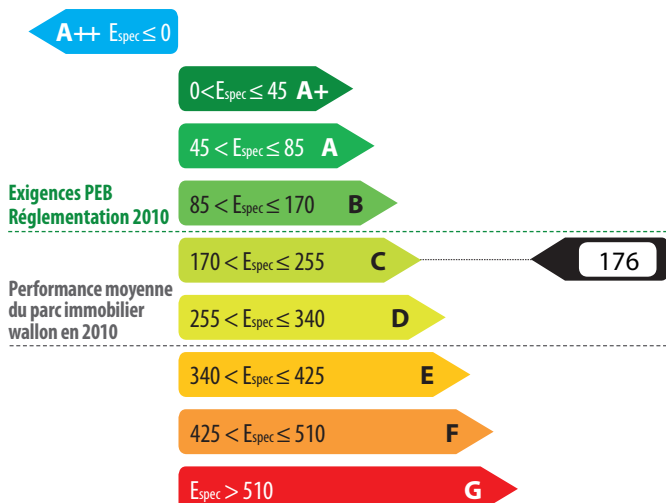 A++ Espec ≤ 0
0<Espec ≤ 45 A+
45 < Espec ≤ 85 A
Exigences PEB
Réglementation 2010
85 < Espec ≤ 170 B
170 < Espec ≤ 255 C
176
Performance moyenne
du parc immobilier
wallon en 2010
255 < Espec ≤ 340 D
340 < Espec ≤ 425 E
425 < Espec ≤ 510 F
Espec > 510 G